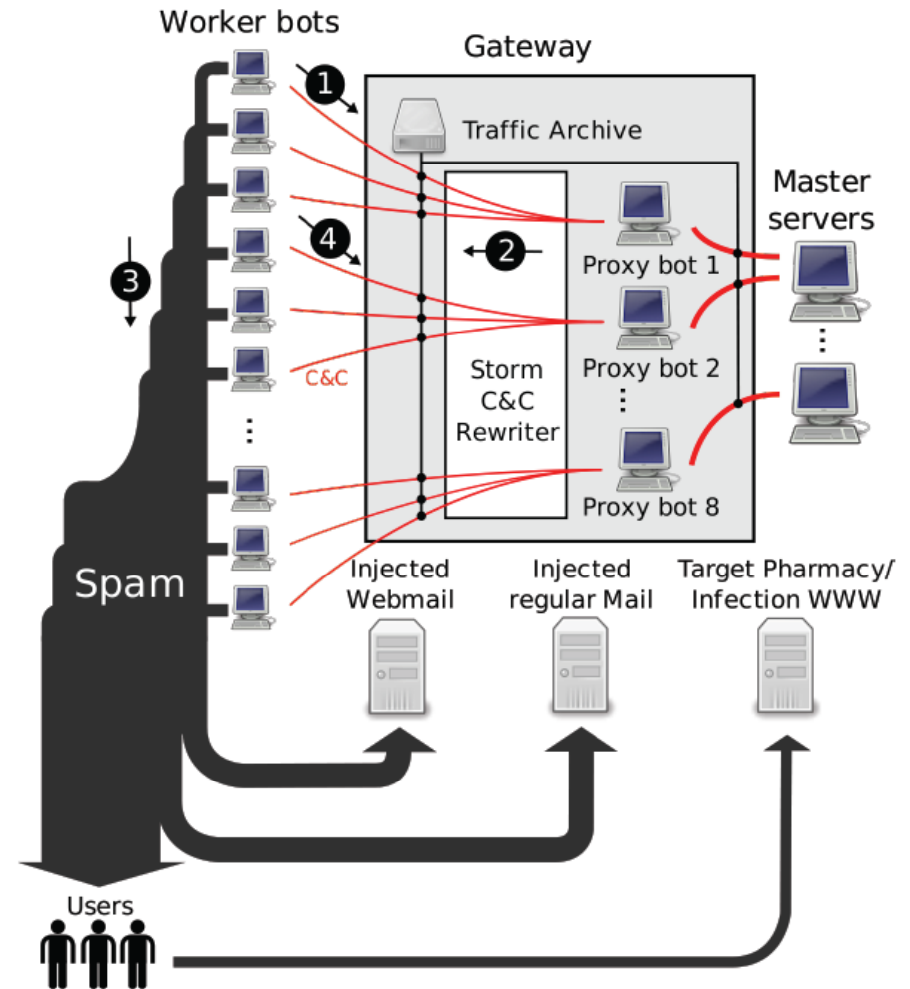 Worker bots
Gateway
1
Traffic Archive
Master
servers
4
2
3
Proxy bot 1
Proxy bot 2
C&C
Storm
C&C
Rewriter
Proxy bot 8
Injected
Webmail
Injected
regular Mail
Target Pharmacy/
Infection WWW
Spam
Users